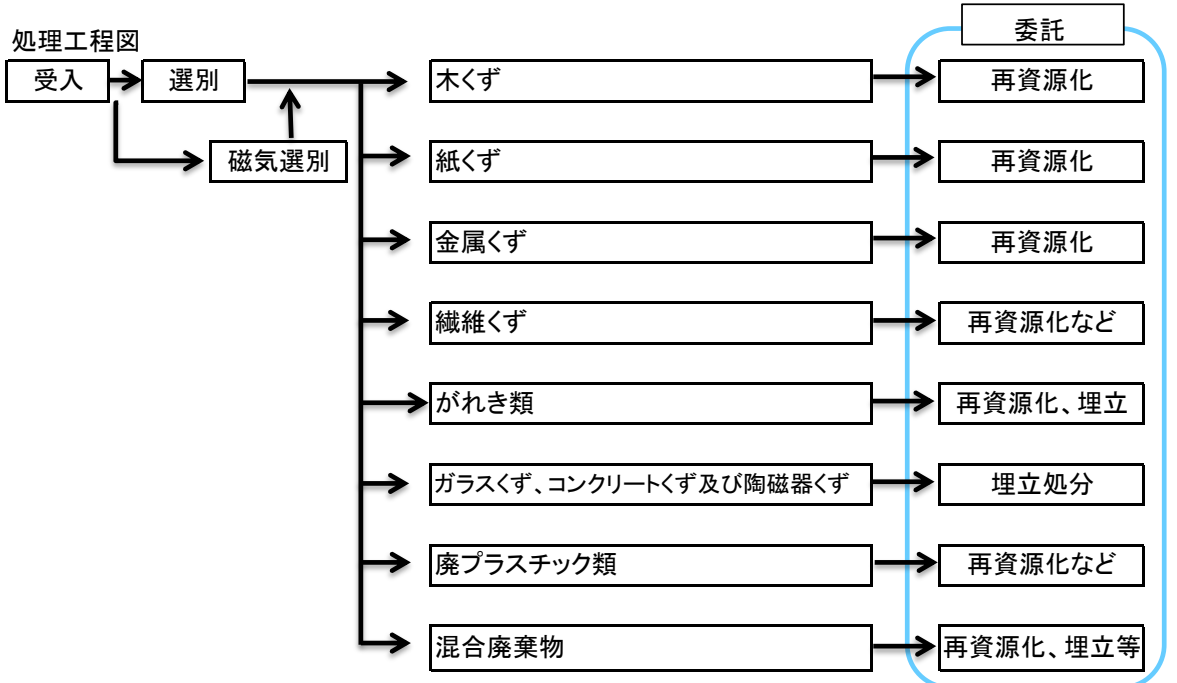 委託
処理工程図
受入
選別
磁気選別
木くず
再資源化
紙くず
再資源化
金属くず
再資源化
繊維くず
再資源化など
がれき類
再資源化、埋立
ガラスくず、コンクリートくず及び陶磁器くず
埋立処分
廃プラスチック類
再資源化など
混合廃棄物
再資源化、埋立等